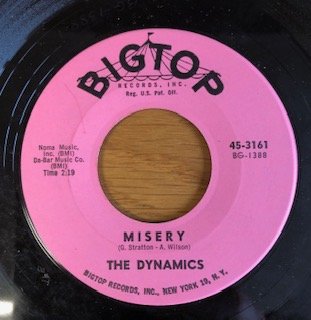 BIGTOP
RECORDS, INC.
Reg. U.S. Pat. Off.
Noma Music,
Inc. (BMI)
Da-Bar Music Co.
(BMI)
Time 2:19
45-3161
BG-1388
MISERY
(G. Stratton - A. Wilson)
THE DYNAMICS
BIGTOP RECORDS, INC., NEW YORK 19, N. Y.